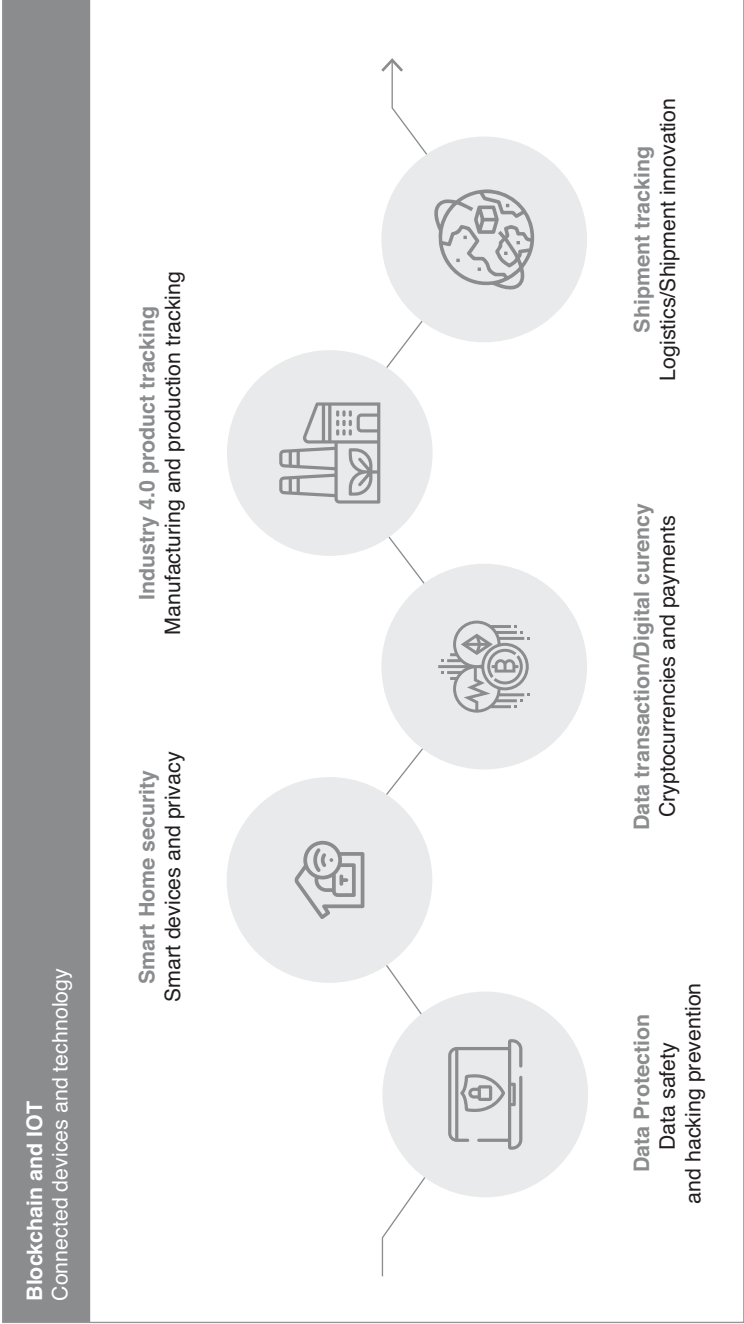 Blockchain and IOT
Connected devices and technology
Data Protection
Data safety
and hacking prevention
Smart Home security
Smart devices and privacy
Data transaction/Digital curency
Cryptocurrencies and payments
Industry 4.0 product tracking
Manufacturing and production tracking
Shipment tracking
Logistics/Shipment innovation